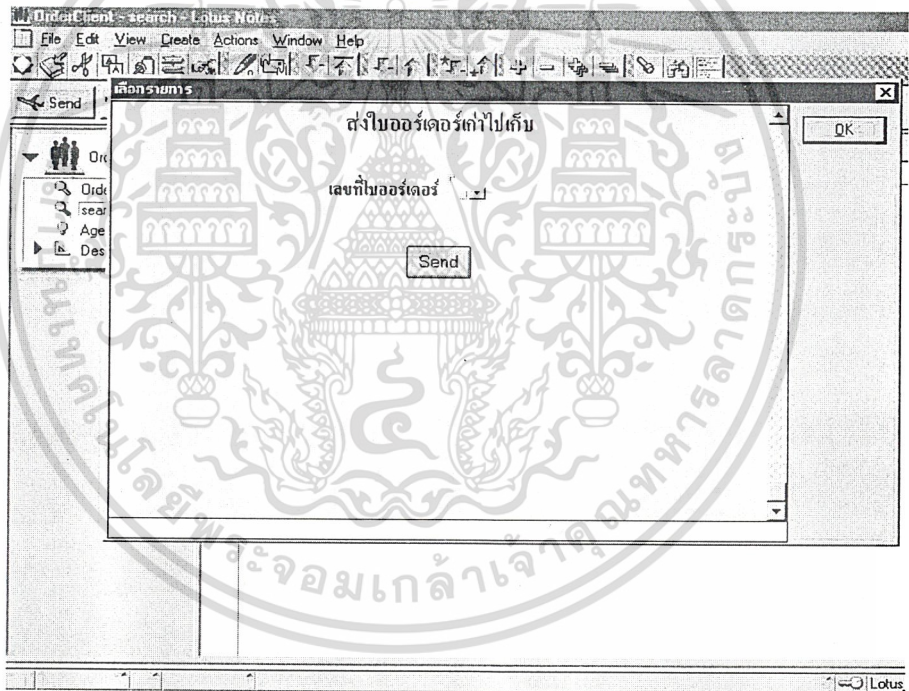 OrderClient - search - Lotus Notes
File Edit View Create Actions Window Help
Send
เลือกรายการ
ส่งใบออร์เดอร์เก่าไปเก็บ
OK
Orde
เลขที่ใบออร์เดอร์
sear
Age
Des
Send
Lotus